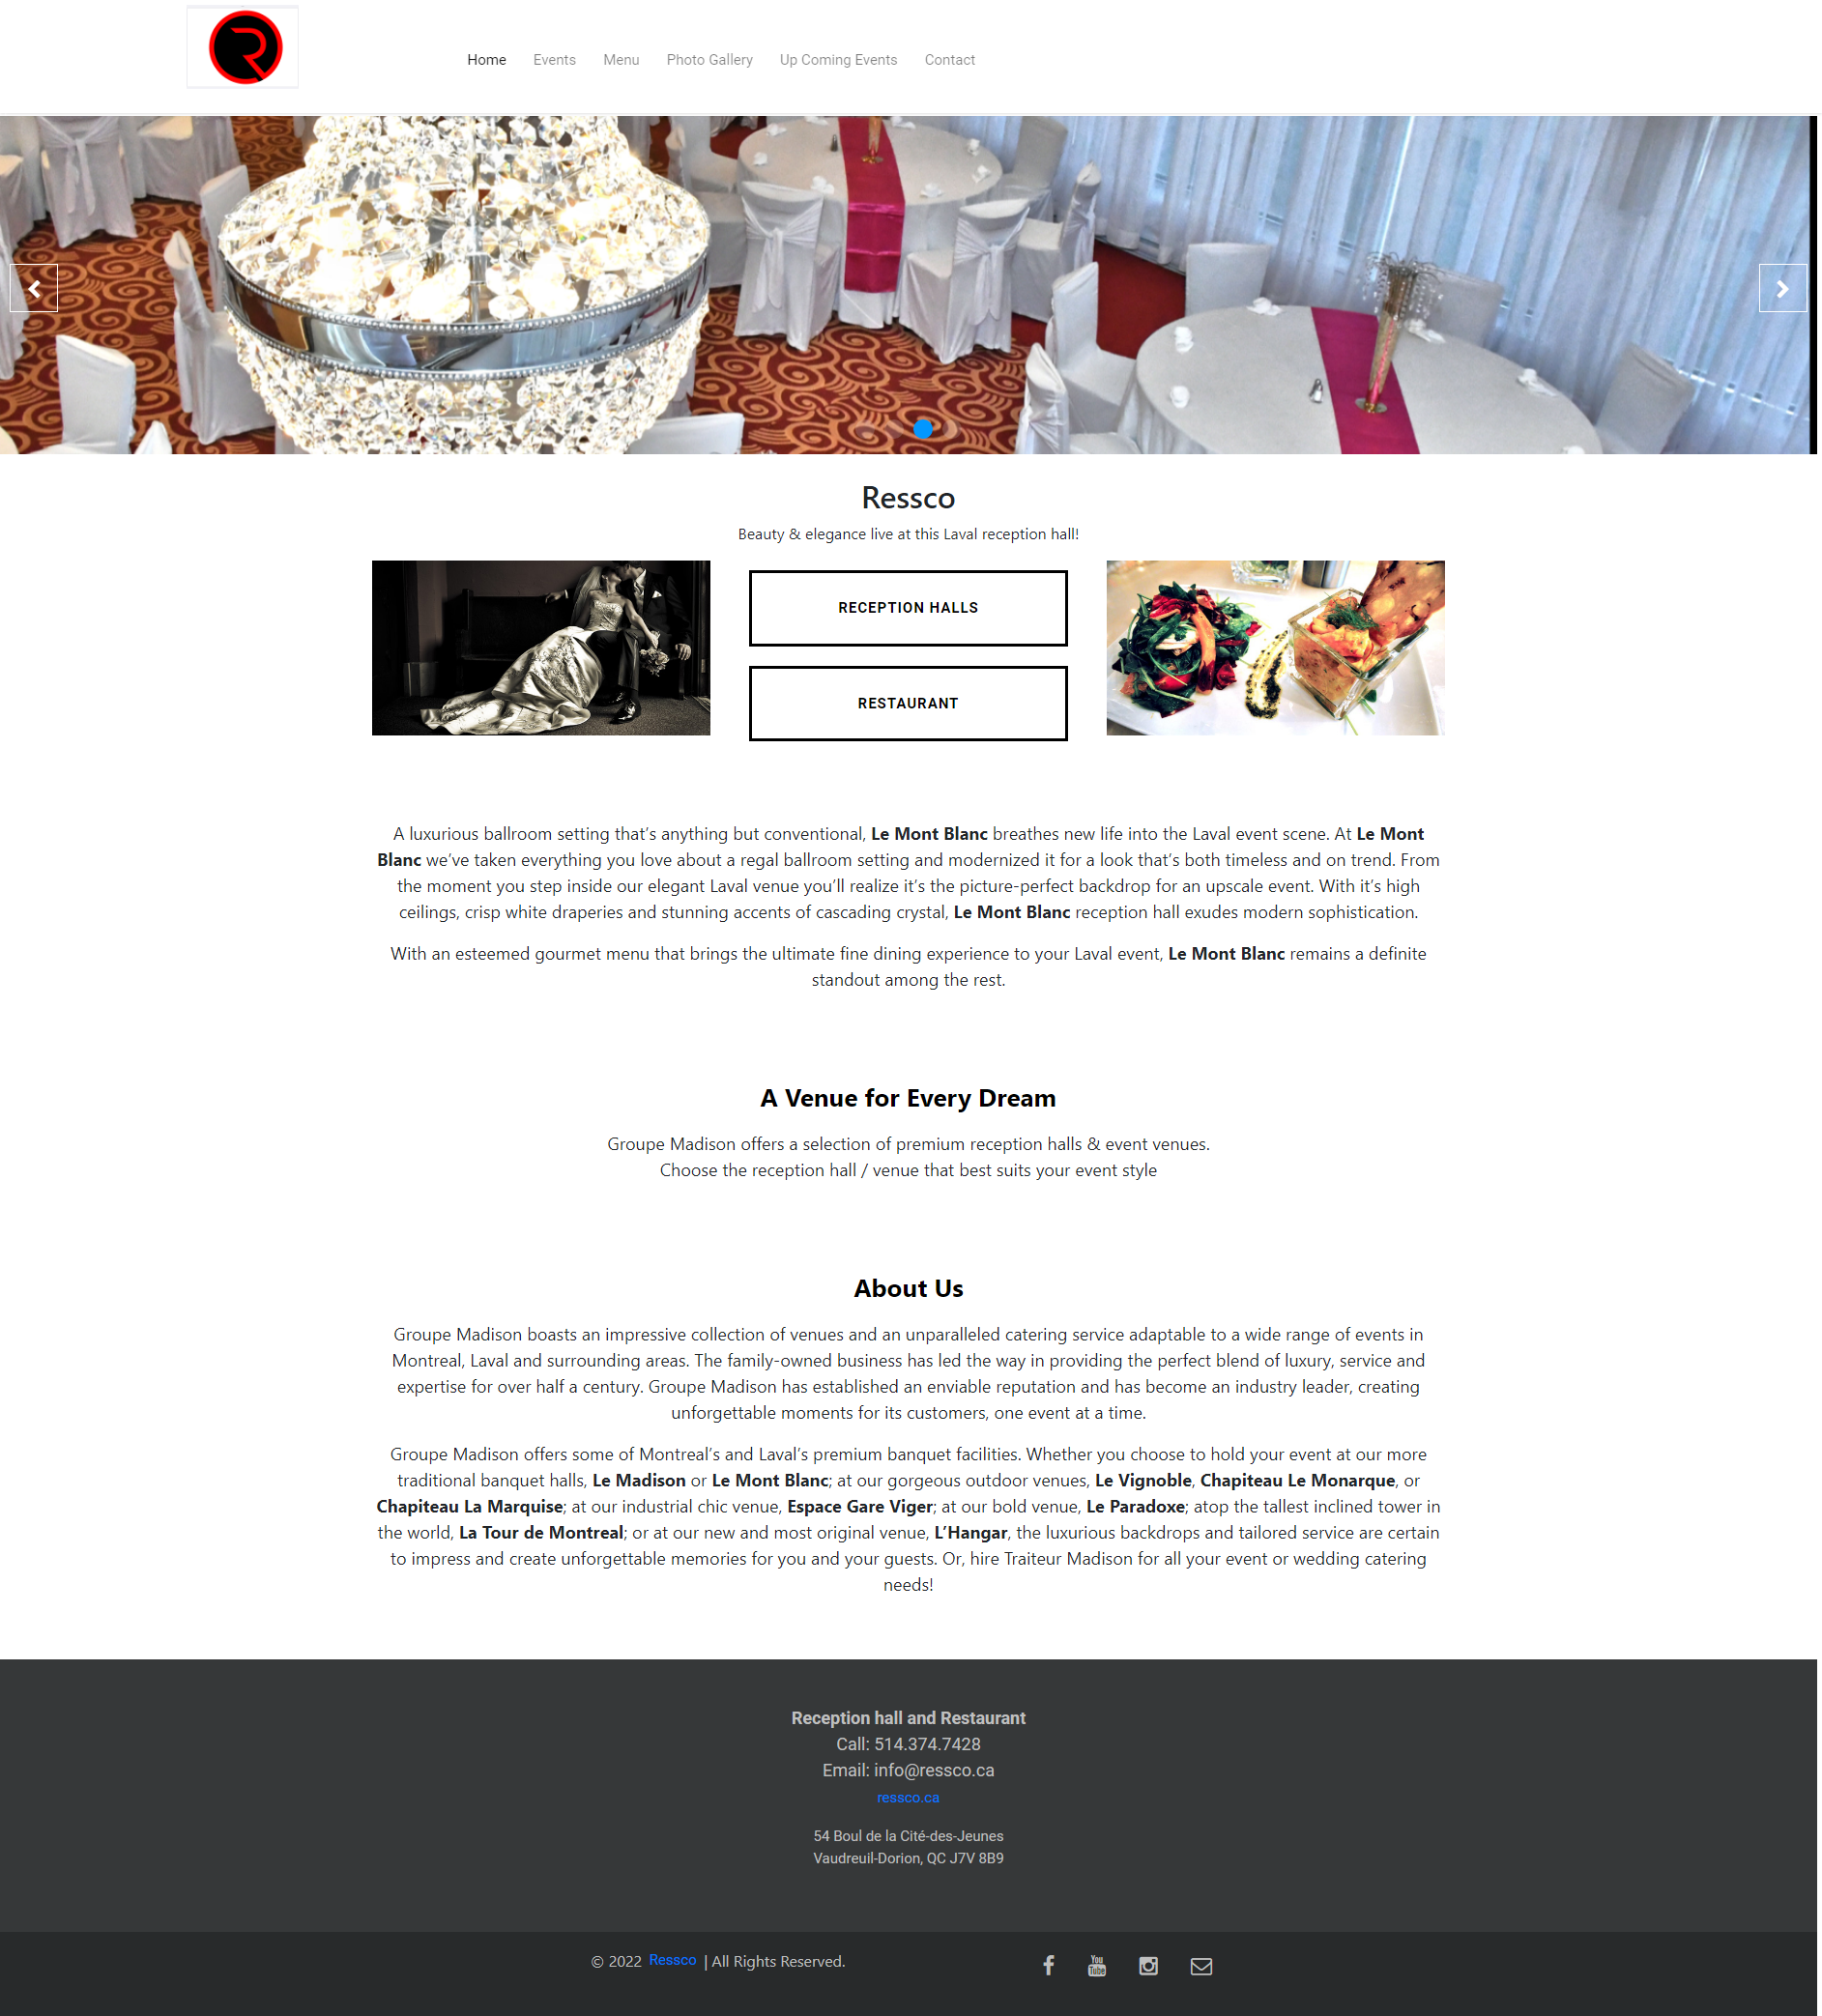 Home Events Menu Photo Gallery Up Coming Events Contact
Ressco
Beauty & elegance live at this Laval reception hall!
RECEPTION HALLS
RESTAURANT
A luxurious ballroom setting that’s anything but conventional, Le Mont Blanc breathes new life into the Laval event scene. At Le Mont
Blanc we’ve taken everything you love about a regal ballroom setting and modernized it for a look that’s both timeless and on trend. From
the moment you step inside our elegant Laval venue you’ll realize it’s the picture-perfect backdrop for an upscale event. With it’s high
ceilings, crisp white draperies and stunning accents of cascading crystal, Le Mont Blanc reception hall exudes modern sophistication.
With an esteemed gourmet menu that brings the ultimate fine dining experience to your Laval event, Le Mont Blanc remains a definite
standout among the rest.
A Venue for Every Dream
Groupe Madison offers a selection of premium reception halls & event venues.
Choose the reception hall / venue that best suits your event style
About Us
Groupe Madison boasts an impressive collection of venues and an unparalleled catering service adaptable to a wide range of events in
Montreal, Laval and surrounding areas. The family-owned business has led the way in providing the perfect blend of luxury, service and
expertise for over half a century. Groupe Madison has established an enviable reputation and has become an industry leader, creating
unforgettable moments for its customers, one event at a time.
Groupe Madison offers some of Montreal’s and Laval’s premium banquet facilities. Whether you choose to hold your event at our more
traditional banquet halls, Le Madison or Le Mont Blanc; at our gorgeous outdoor venues, Le Vignoble, Chapiteau Le Monarque, or
Chapiteau La Marquise; at our industrial chic venue, Espace Gare Viger; at our bold venue, Le Paradoxe; atop the tallest inclined tower in
the world, La Tour de Montreal; or at our new and most original venue, L’Hangar, the luxurious backdrops and tailored service are certain
to impress and create unforgettable memories for you and your guests. Or, hire Traiteur Madison for all your event or wedding catering
needs!
Reception hall and Restaurant
Call: 514.374.7428
Email: info@ressco.ca
ressco.ca
54 Boul de la Cité-des-Jeunes
Vaudreuil-Dorion, QC J7V 8B9
© 2022 Ressco | All Rights Reserved.
You
Tube